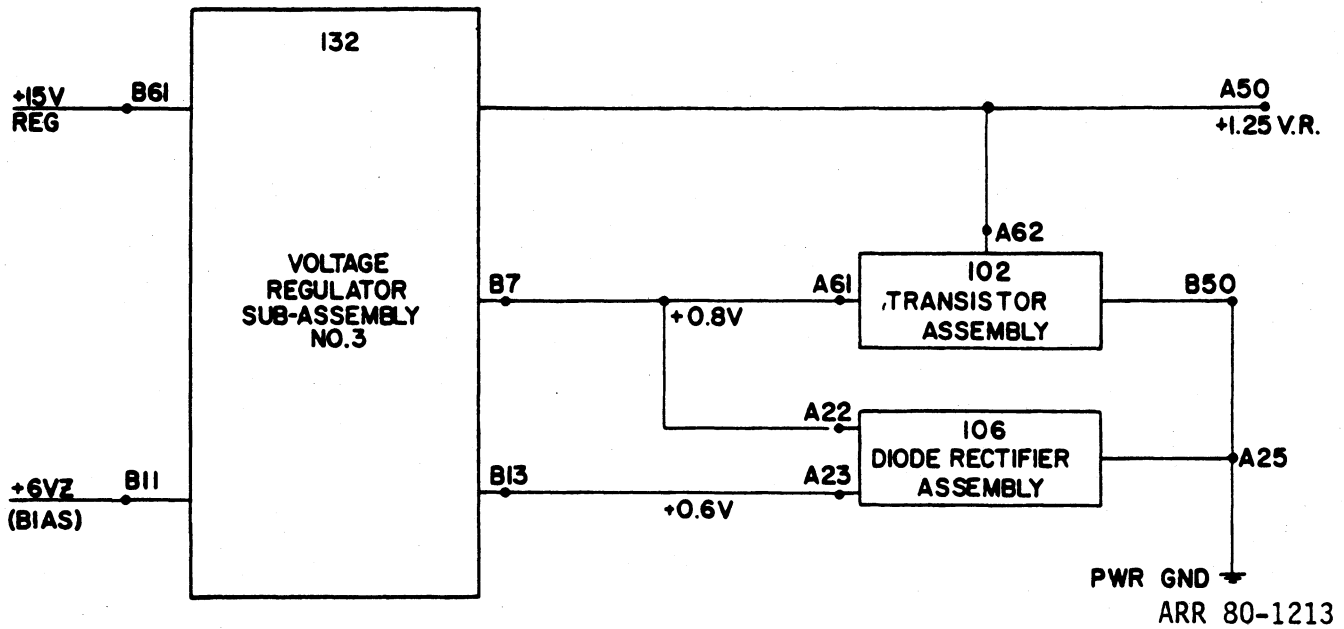 132
+15V
REG
B61
A50
+1.25 V.R.
A62
VOLTAGE
REGULATOR
SUB-ASSEMBLY
NO.3
B7
+0.8V
A61
102
TRANSISTOR
ASSEMBLY
B50
A22
106
DIODE RECTIFIER
ASSEMBLY
A25
+6VZ
(BIAS)
B11
B13
+0.6V
A23
PWR GND
ARR 80-1213